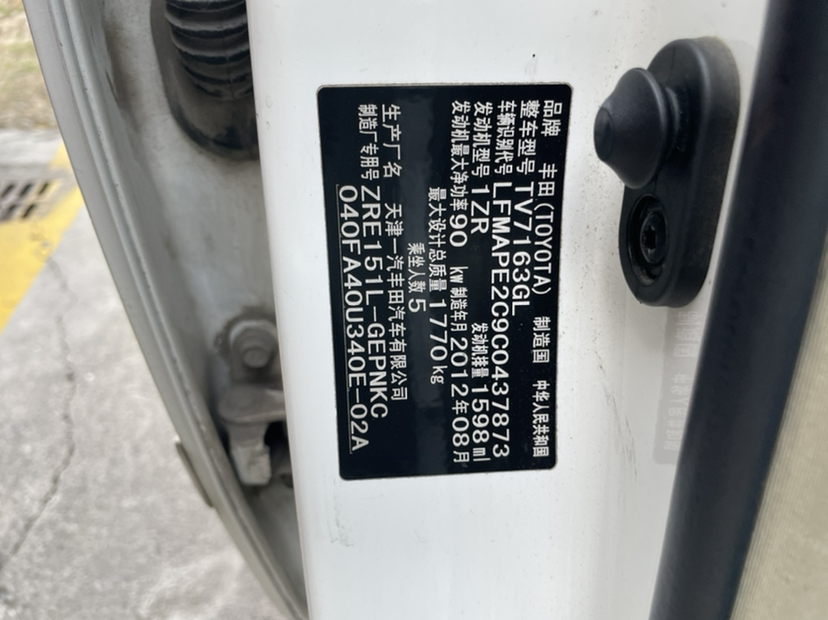 品牌 丰田(TOYOTA) 制造国 中华人民共和国
整车型号 TV7163GL
车辆识别代号 LFMAPE2C9C0437873
发动机型号 1ZR 发动机排量 1598 ml
发动机最大净功率 90 kW 制造年月 2012年08月
最大设计总质量 1770 kg
乘坐人数 5
生产厂名 天津一汽丰田汽车有限公司
制造厂专用号 ZRE151L-GEPNKC
040FA40U340E-02A